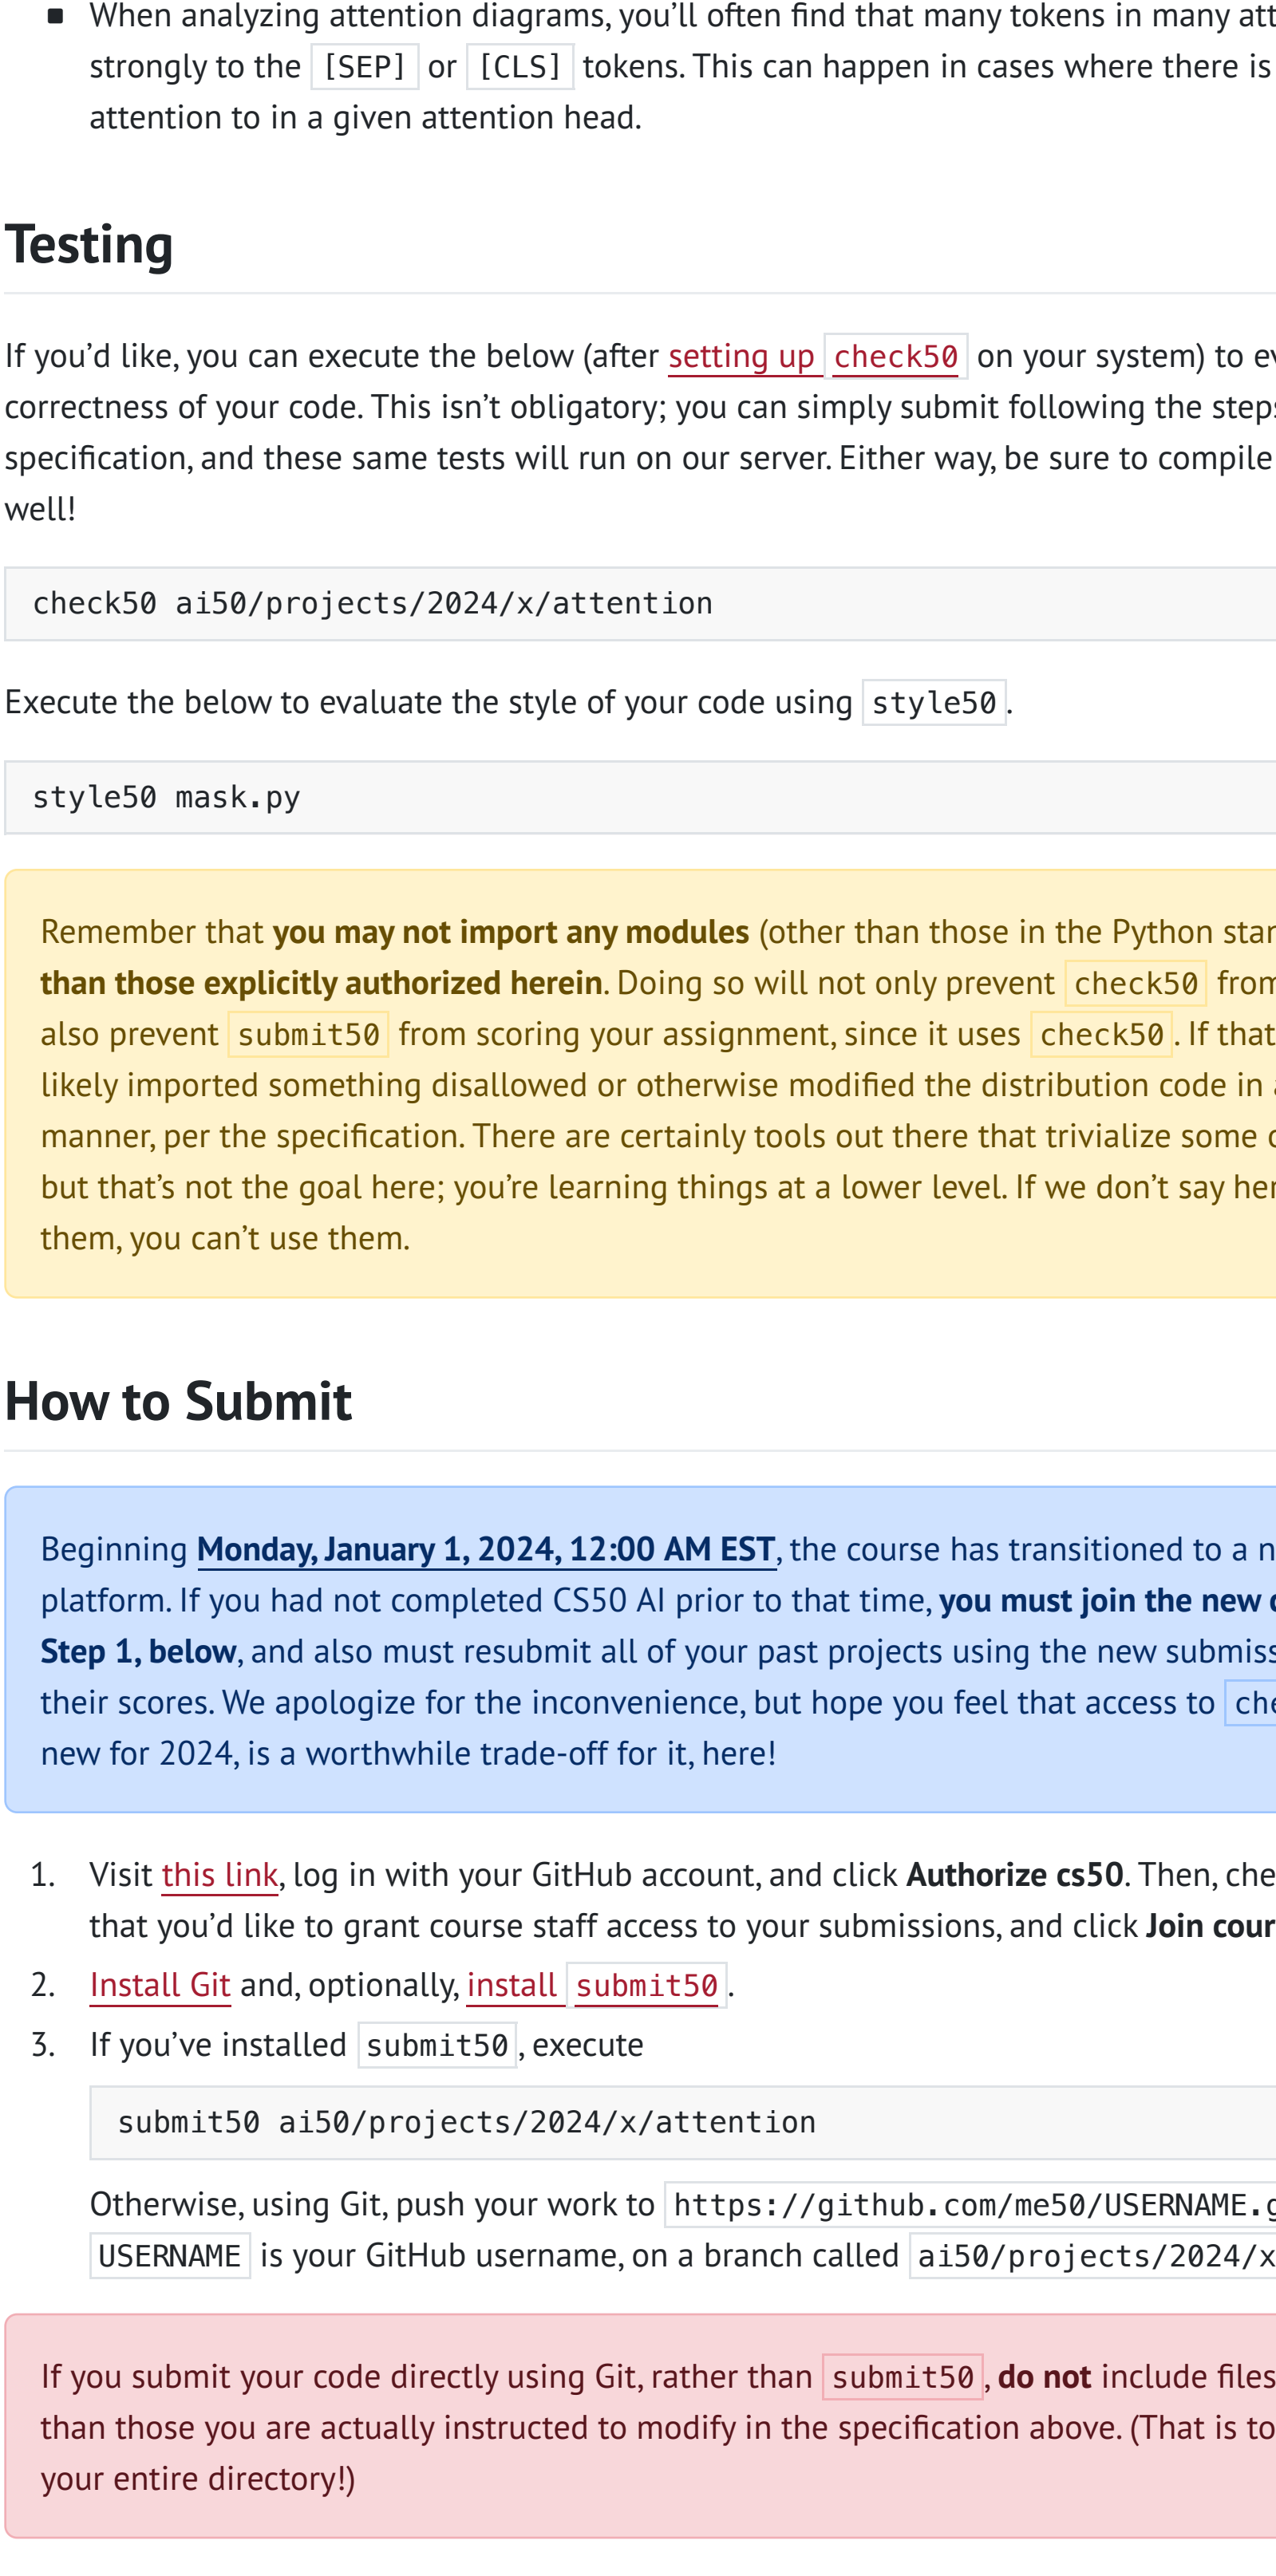 ▪ When analyzing attention diagrams, you’ll often find that many tokens in many
strongly to the [SEP] or [CLS] tokens. This can happen in cases where there is
attention to in a given attention head.
Testing
If you’d like, you can execute the below (after setting up check50 on your system) to
correctness of your code. This isn’t obligatory; you can simply submit following the
specification, and these same tests will run on our server. Either way, be sure to compile
well!
check50 ai50/projects/2024/x/attention
Execute the below to evaluate the style of your code using style50.
style50 mask.py
Remember that you may not import any modules (other than those in the Python
than those explicitly authorized herein. Doing so will not only prevent check50 from
also prevent submit50 from scoring your assignment, since it uses check50. If that
likely imported something disallowed or otherwise modified the distribution code in
manner, per the specification. There are certainly tools out there that trivialize some
but that’s not the goal here; you’re learning things at a lower level. If we don’t say
them, you can’t use them.
How to Submit
Beginning Monday, January 1, 2024, 12:00 AM EST, the course has transitioned to a
platform. If you had not completed CS50 AI prior to that time, you must join the new
Step 1, below, and also must resubmit all of your past projects using the new
their scores. We apologize for the inconvenience, but hope you feel that access to
new for 2024, is a worthwhile trade-off for it, here!
1. Visit this link, log in with your GitHub account, and click Authorize cs50. Then,
that you’d like to grant course staff access to your submissions, and click Join
2. Install Git and, optionally, install submit50.
3. If you’ve installed submit50, execute
submit50 ai50/projects/2024/x/attention
Otherwise, using Git, push your work to https://github.com/me50/USERNAME.
USERNAME is your GitHub username, on a branch called ai50/projects/2024/x
If you submit your code directly using Git, rather than submit50, do not include files
than those you are actually instructed to modify in the specification above. (That is to
your entire directory!)